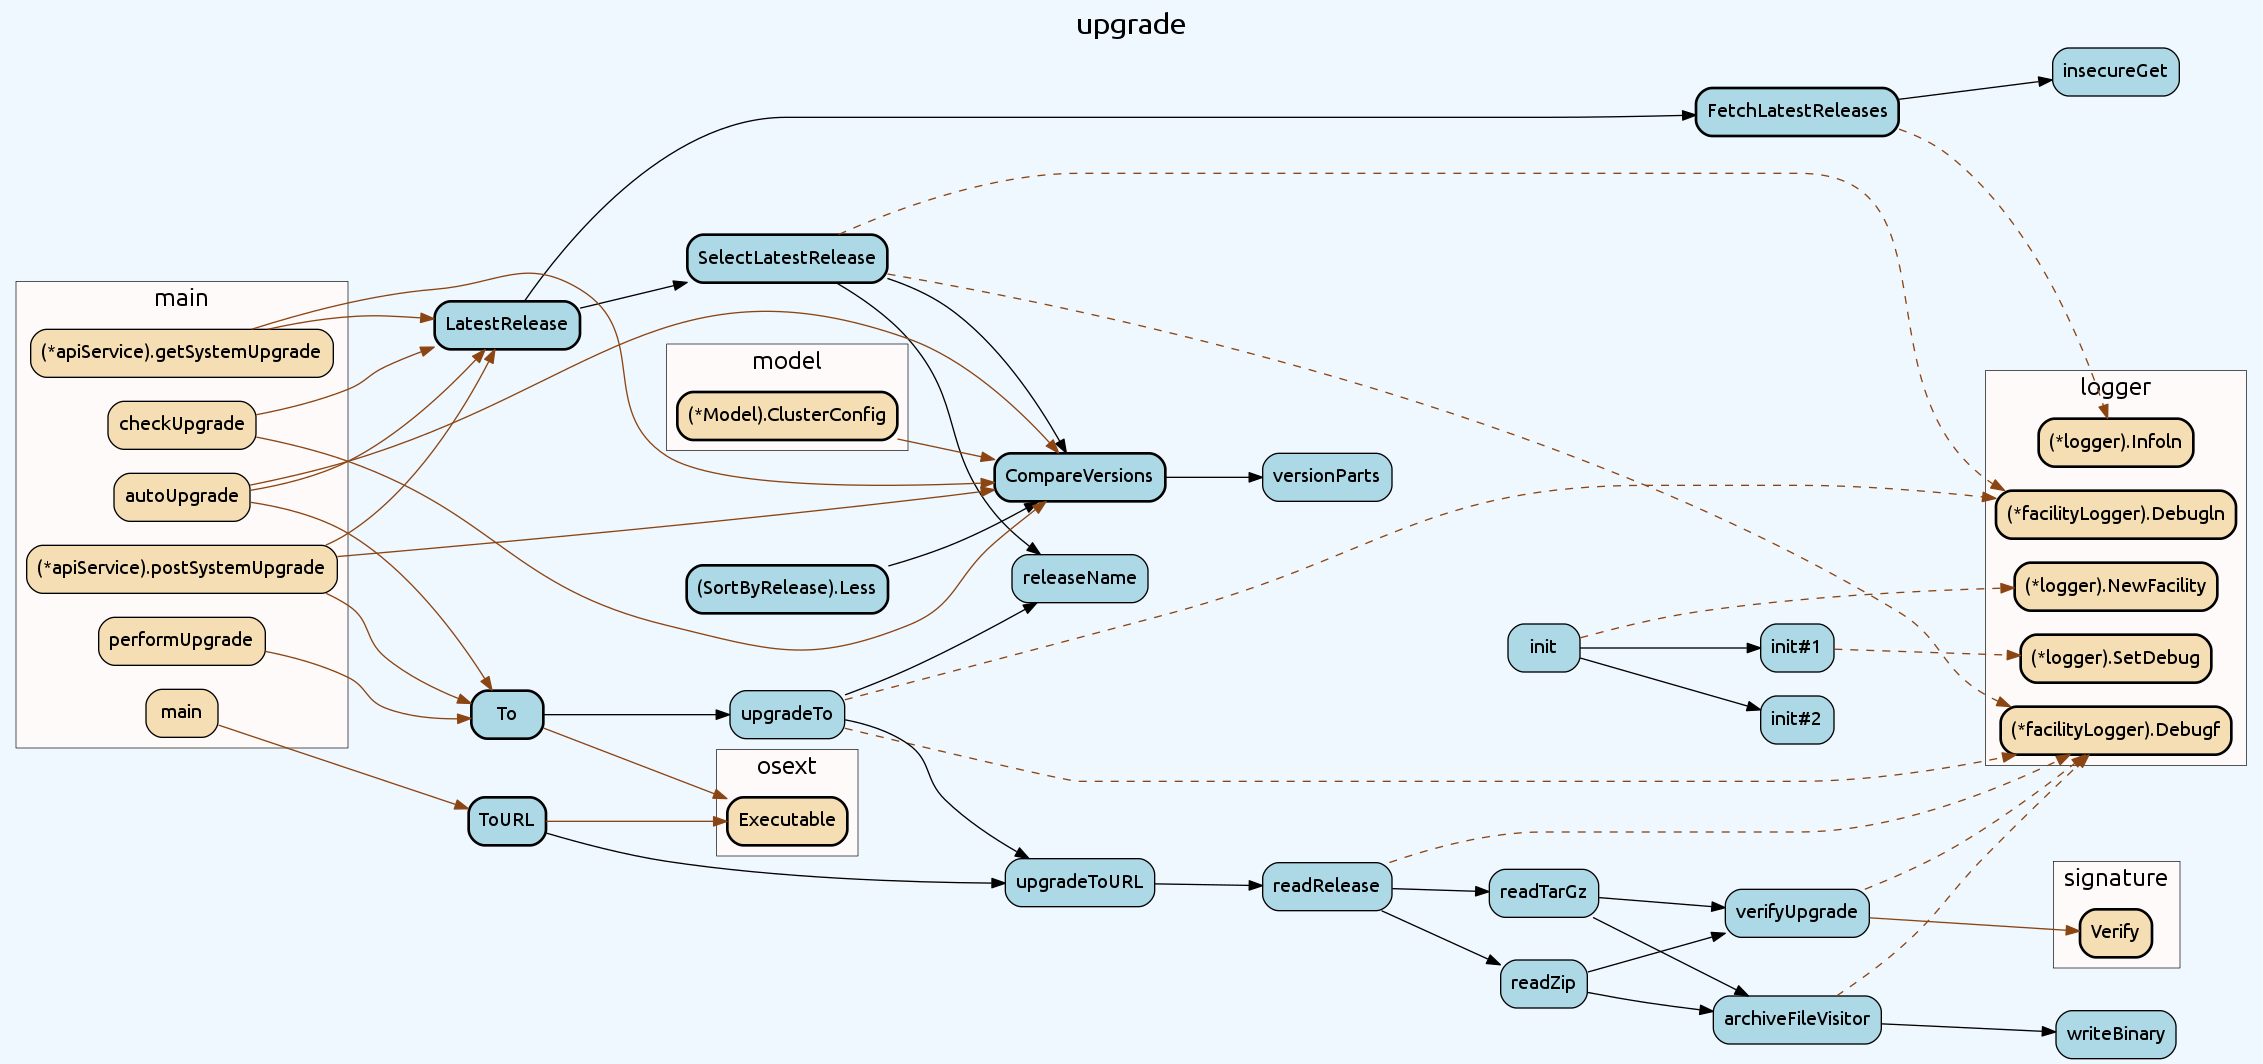 upgrade
insecureGet
FetchLatestReleases
SelectLatestRelease
main
LatestRelease
(*apiService).getSystemUpgrade
model
(*Model).ClusterConfig
logger
(*logger).Infoln
checkUpgrade
CompareVersions
versionParts
autoUpgrade
(*facilityLogger).Debugln
(*apiService).postSystemUpgrade
(SortByRelease).Less
releaseName
(*logger).NewFacility
performUpgrade
init
init#1
(*logger).SetDebug
main
To
upgradeTo
init#2
(*facilityLogger).Debugf
osext
ToURL
Executable
upgradeToURL
readRelease
readTarGz
verifyUpgrade
signature
Verify
readZip
archiveFileVisitor
writeBinary